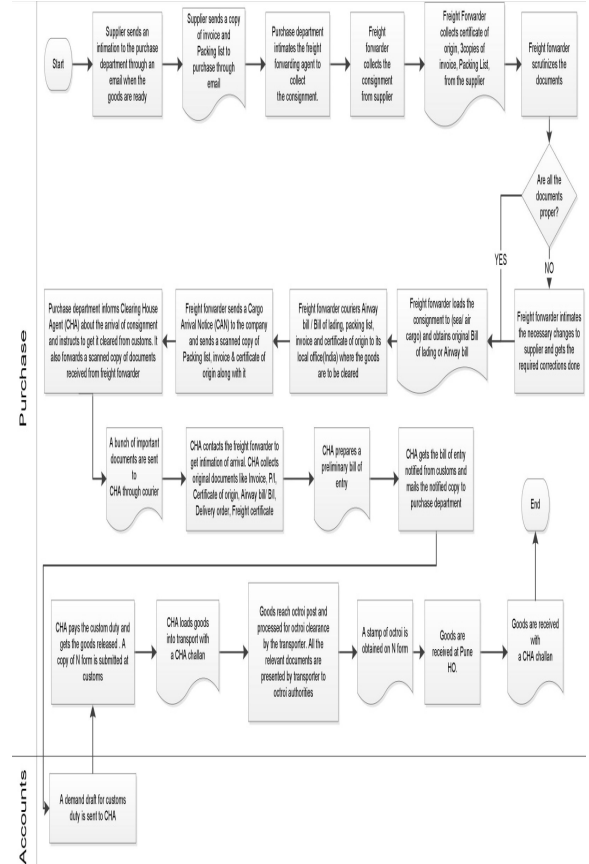 Start
Supplier sends an
intimation to the purchase
department through an
email when the
goods are ready
Supplier sends a copy
of invoice and
Packing list to
purchase through
email
Purchase department
intimates the freight
forwarding agent to
collect
the consignment.
Freight
forwarder
collects the
consignment
from supplier
Freight Forwarder
collects certificate of
origin, 3copies of
invoice, Packing List,
from the supplier
Freight forwarder
scrutinizes the
documents
Are all the
documents
proper?
YES
NO
Purchase
Purchase department informs Clearing House
Agent (CHA) about the arrival of consignment
and instructs to get it cleared from customs. It
also forwards a scanned copy of documents
received from freight forwarder
Freight forwarder sends a Cargo
Arrival Notice (CAN) to the company
and sends a scanned copy of
Packing list, invoice & certificate of
origin along with it
Freight forwarder couriers Airway
bill / Bill of lading, packing list,
invoice and certificate of origin to its
local office(India) where the goods
are to be cleared
Freight forwarder loads the
consignment to (sea/ air
cargo) and obtains original Bill
of lading or Airway bill
Freight forwarder intimates
the necessary changes to
supplier and gets the
required corrections done
A bunch of important
documents are sent
to
CHA through courier
CHA contacts the freight forwarder to
get intimation of arrival. CHA collects
original documents like Invoice, P/l,
Certificate of origin, Airway bill/ B/l,
Delivery order, Freight certificate
CHA prepares a
preliminary bill of
entry
CHA gets the bill of entry
notified from customs and
mails the notified copy to
purchase department
End
CHA pays the custom duty and
gets the goods released . A
copy of N form is submitted at
customs
CHA loads goods
into transport with
a CHA challan
Goods reach octroi post and
processed for octroi clearance
by the transporter. All the
relevant documents are
presented by transporter to
octroi authorities
A stamp of octroi is
obtained on N form
Goods are
received at Pune
HO.
Goods are received
with
a CHA challan
Accounts
A demand draft for customs
duty is sent to CHA